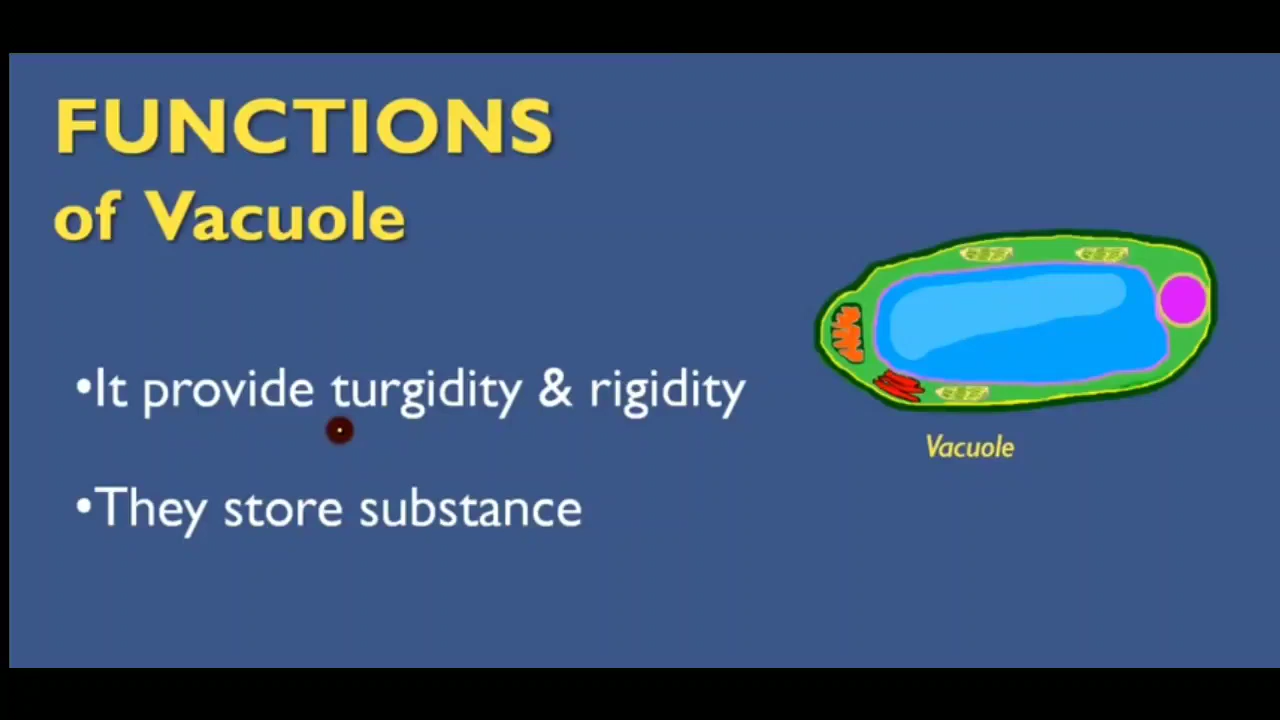 FUNCTIONS
of Vacuole
•It provide turgidity & rigidity
Vacuole
•They store substance